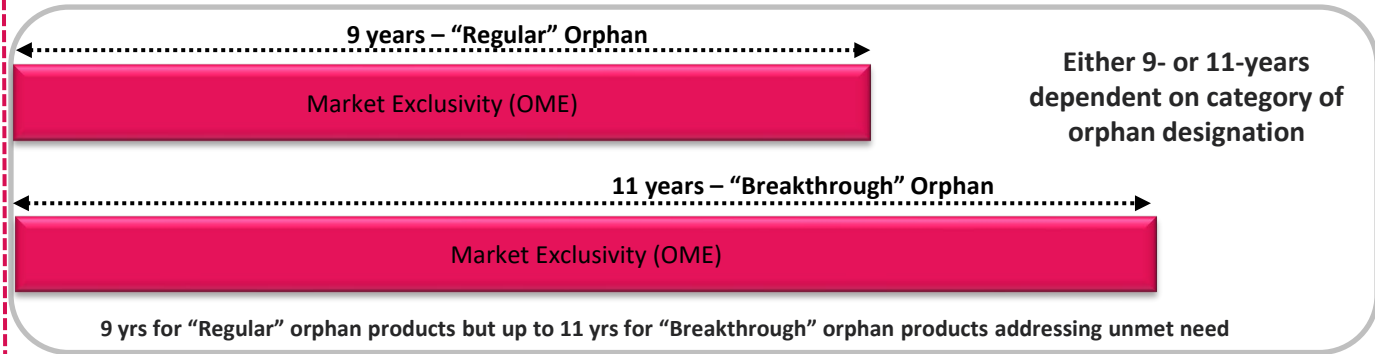 9 years – “Regular” Orphan
Market Exclusivity (OME)
Either 9- or 11-years
dependent on category of
orphan designation
11 years – “Breakthrough” Orphan
Market Exclusivity (OME)
9 yrs for “Regular” orphan products but up to 11 yrs for “Breakthrough” orphan products addressing unmet need